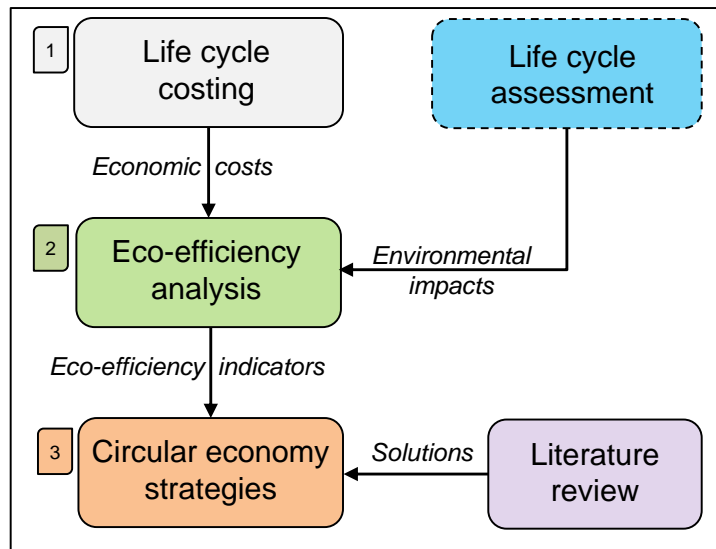 1
Life cycle
costing
Life cycle
assessment
Economic costs
2
Eco-efficiency
analysis
Environmental
impacts
Eco-efficiency indicators
3
Circular economy
strategies
Solutions
Literature
review